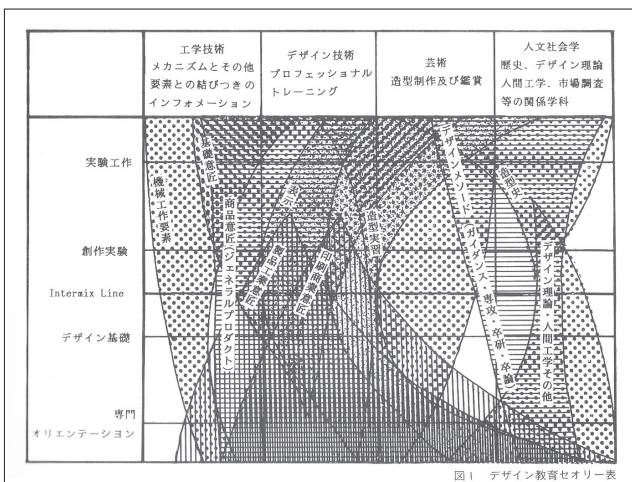 工学技術
メカニズムとその他
要素との結びつきの
インフォメーション
デザイン技術
プロフェッショナル
トレーニング
芸術
造型制作及び鑑賞
人文社会学
歴史、デザイン理論
人間工学、市場調査
等の関係学科
実験工作
創作実験
Intermix Line
デザイン基礎
専門
オリエンテーション
機械工作要素
基礎意匠
商品意匠(ジェネラルプロダクト)
表示
製品工業意匠
印刷産業意匠
造型実習
デザインメソード(ガイダンス・専攻・卒研・卒論)
造型史
デザイン理論・人間工学その他
図1 デザイン教育セオリー表